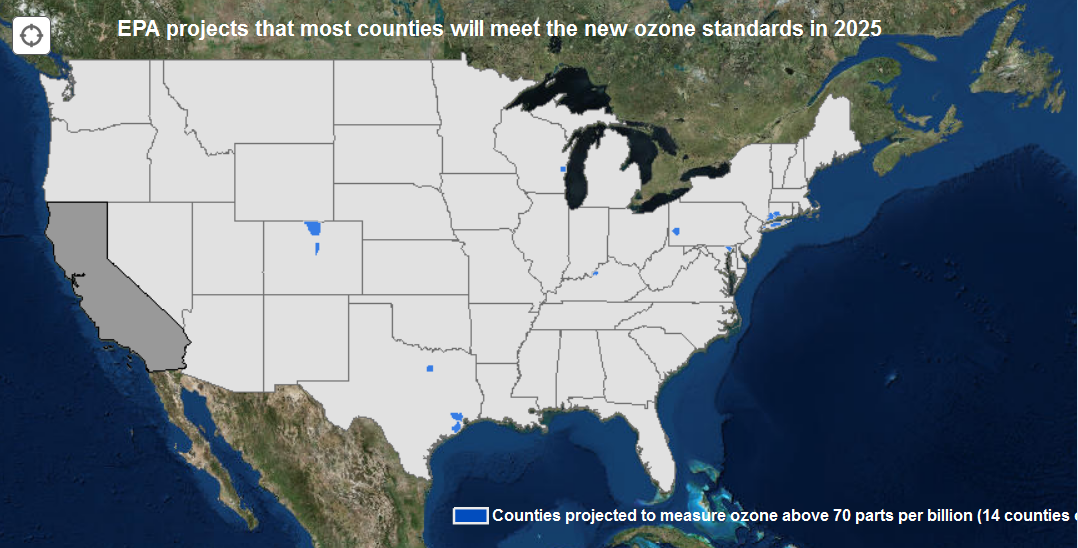 EPA projects that most counties will meet the new ozone standards in 2025
Counties projected to measure ozone above 70 parts per billion (14 counties